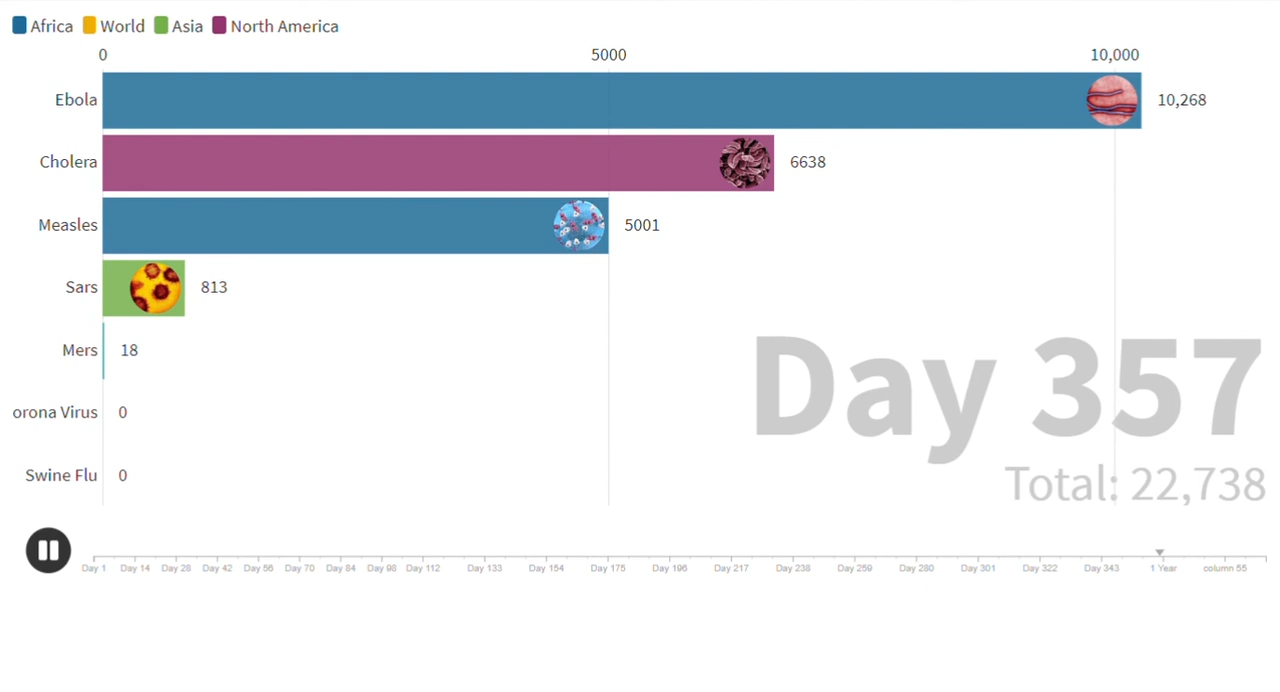 Africa World Asia North America
0 5000 10,000
Ebola 10,268
Cholera 6638
Measles 5001
Sars 813
Mers 18
orona Virus 0
Swine Flu 0
Day 357
Total: 22,738
Day 1 Day 14 Day 28 Day 42 Day 56 Day 70 Day 84 Day 98 Day 112 Day 133 Day 154 Day 175 Day 196 Day 217 Day 238 Day 259 Day 280 Day 301 Day 322 Day 343 1 Year column 55